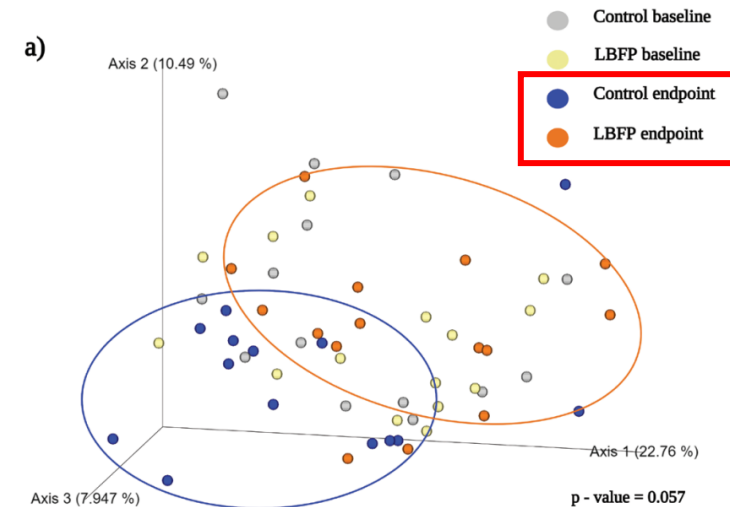 Control baseline
a)
LBFP baseline
Axis 2 (10.49 %)
Control endpoint
LBFP endpoint
Axis 1 (22.76 %)
Axis 3 (7.947 %)
p - value = 0.057